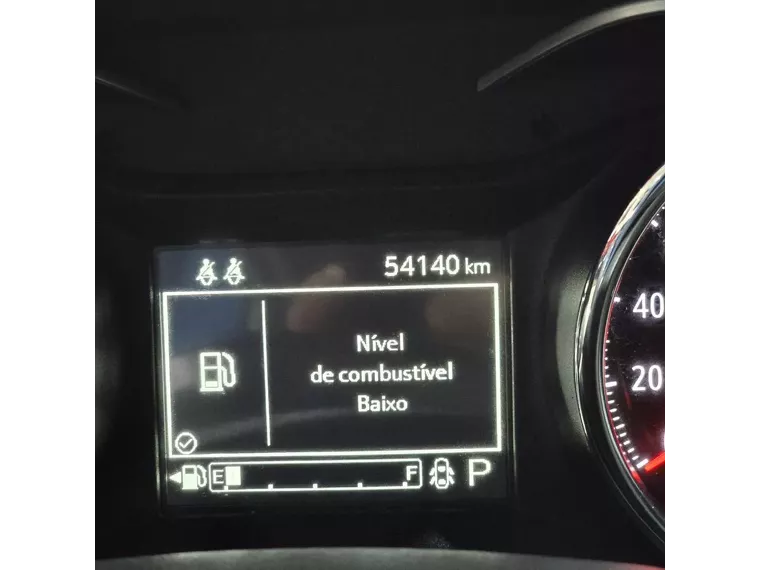 54140 km
Nível
de combustível
Baixo
E F P
40
20